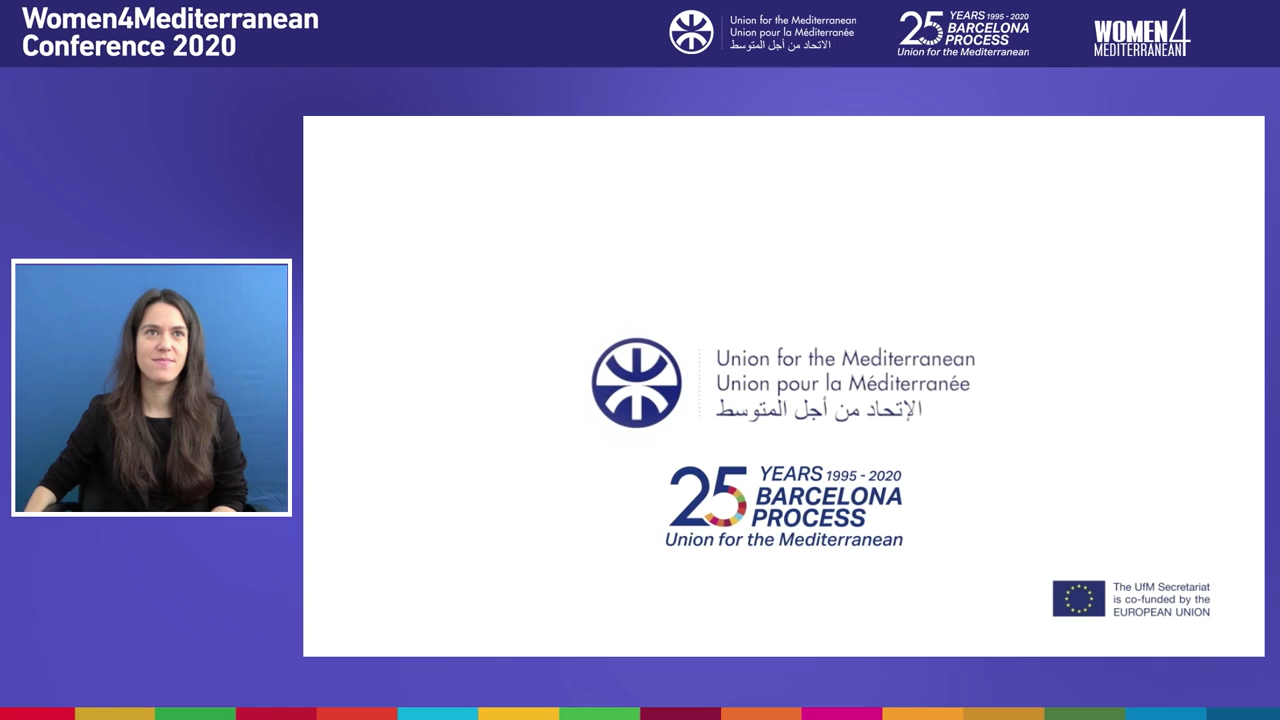 Women4Mediterranean
Conference 2020
Union for the Mediterranean
Union pour la Méditerranée
الاتحاد من أجل المتوسط
25 YEARS 1995 - 2020
BARCELONA
PROCESS
Union for the Mediterranean
WOMEN4
MEDITERRANEAN
Union for the Mediterranean
Union pour la Méditerranée
الإتحاد من أجل المتوسط
25 YEARS 1995 - 2020
BARCELONA
PROCESS
Union for the Mediterranean
The UfM Secretariat
is co-funded by the
EUROPEAN UNION